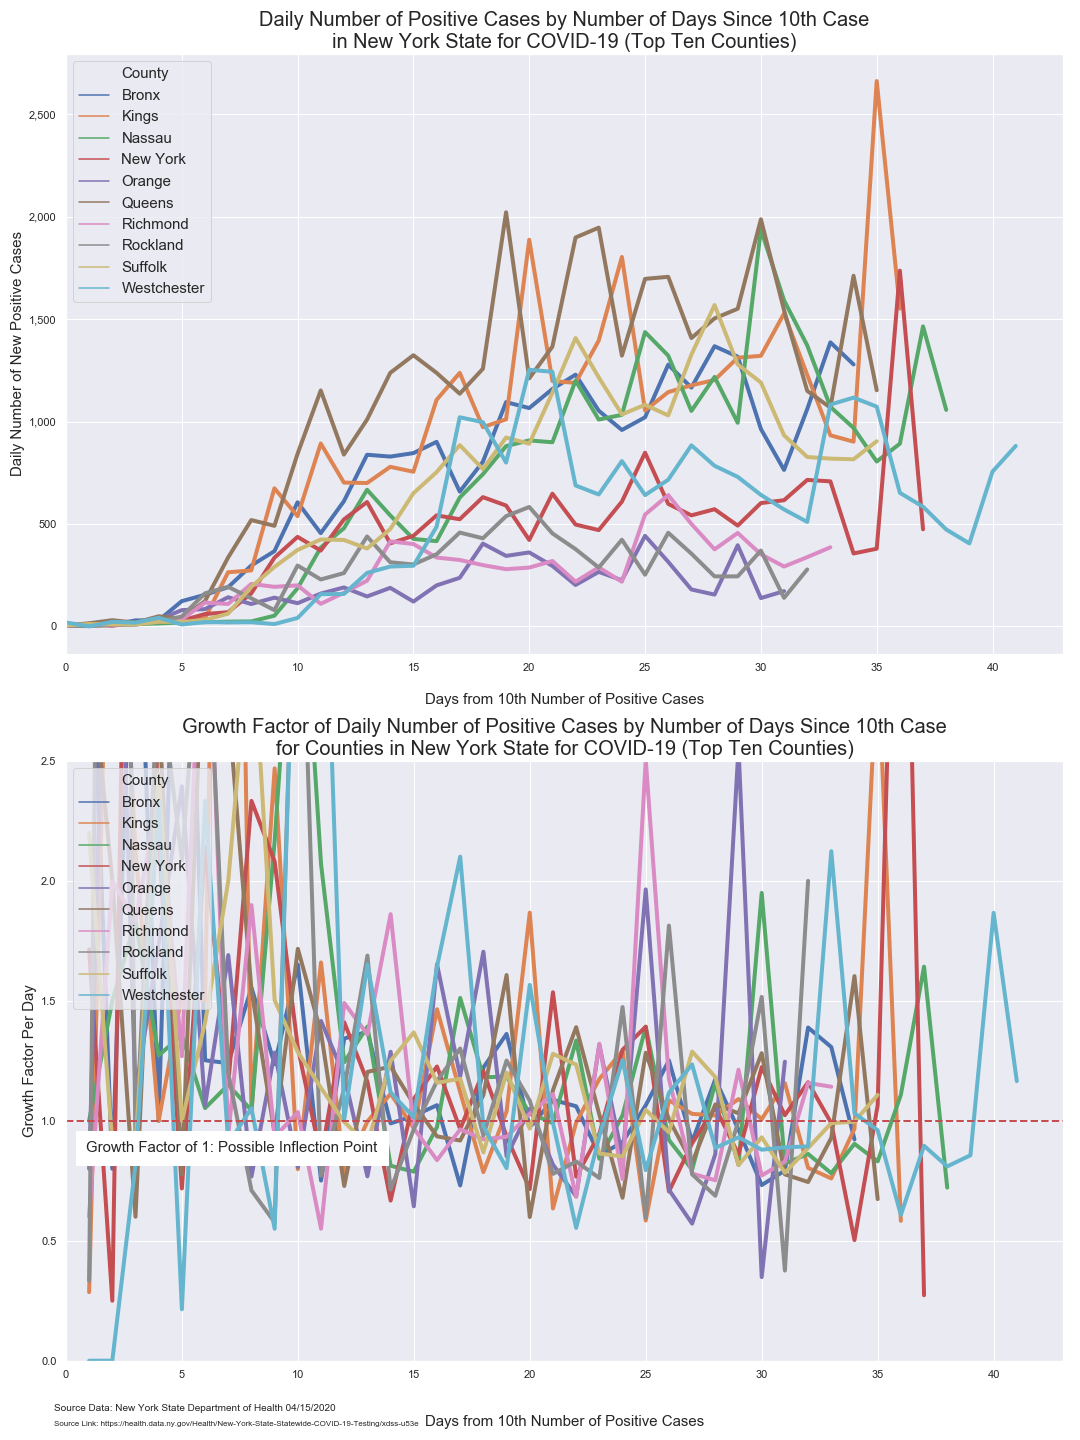 Daily Number of Positive Cases by Number of Days Since 10th Case
in New York State for COVID-19 (Top Ten Counties)
County
Bronx
Kings
Nassau
New York
Orange
Queens
Richmond
Rockland
Suffolk
Westchester
Daily Number of New Positive Cases
2,500
2,000
1,500
1,000
500
0
0 5 10 15 20 25 30 35 40
Days from 10th Number of Positive Cases
Growth Factor of Daily Number of Positive Cases by Number of Days Since 10th Case
for Counties in New York State for COVID-19 (Top Ten Counties)
County
Bronx
Kings
Nassau
New York
Orange
Queens
Richmond
Rockland
Suffolk
Westchester
Growth Factor Per Day
2.5
2.0
1.5
1.0
0.5
0.0
Growth Factor of 1: Possible Inflection Point
0 5 10 15 20 25 30 35 40
Days from 10th Number of Positive Cases
Source Data: New York State Department of Health 04/15/2020
Source Link: https://health.data.ny.gov/Health/New-York-State-Statewide-COVID-19-Testing/xdss-u53e